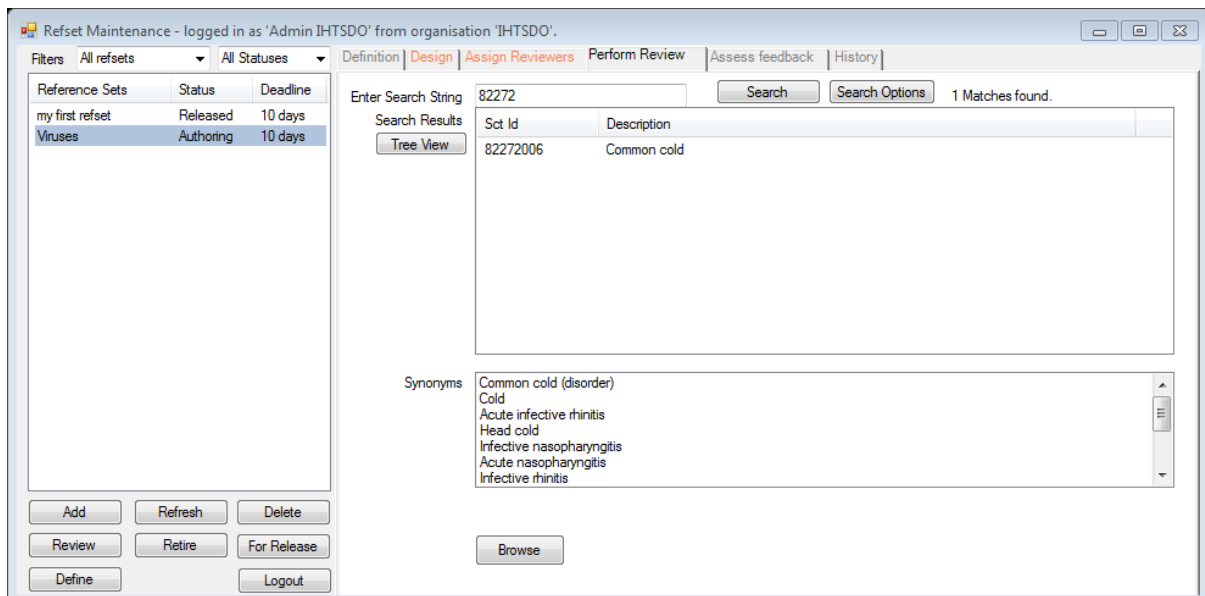 Refset Maintenance - logged in as 'Admin IHTSDO' from organisation 'IHTSDO'.
Filters All refsets All Statuses
Reference Sets Status Deadline
my first refset Released 10 days
Viruses Authoring 10 days
Add Refresh Delete
Review Retire For Release
Define Logout
Definition Design Assign Reviewers Perform Review Assess feedback History
Enter Search String 82272 Search Search Options 1 Matches found.
Search Results
Tree View
Sct Id Description
82272006 Common cold
Synonyms
Common cold (disorder)
Cold
Acute infective rhinitis
Head cold
Infective nasopharyngitis
Acute nasopharyngitis
Infective rhinitis
Browse